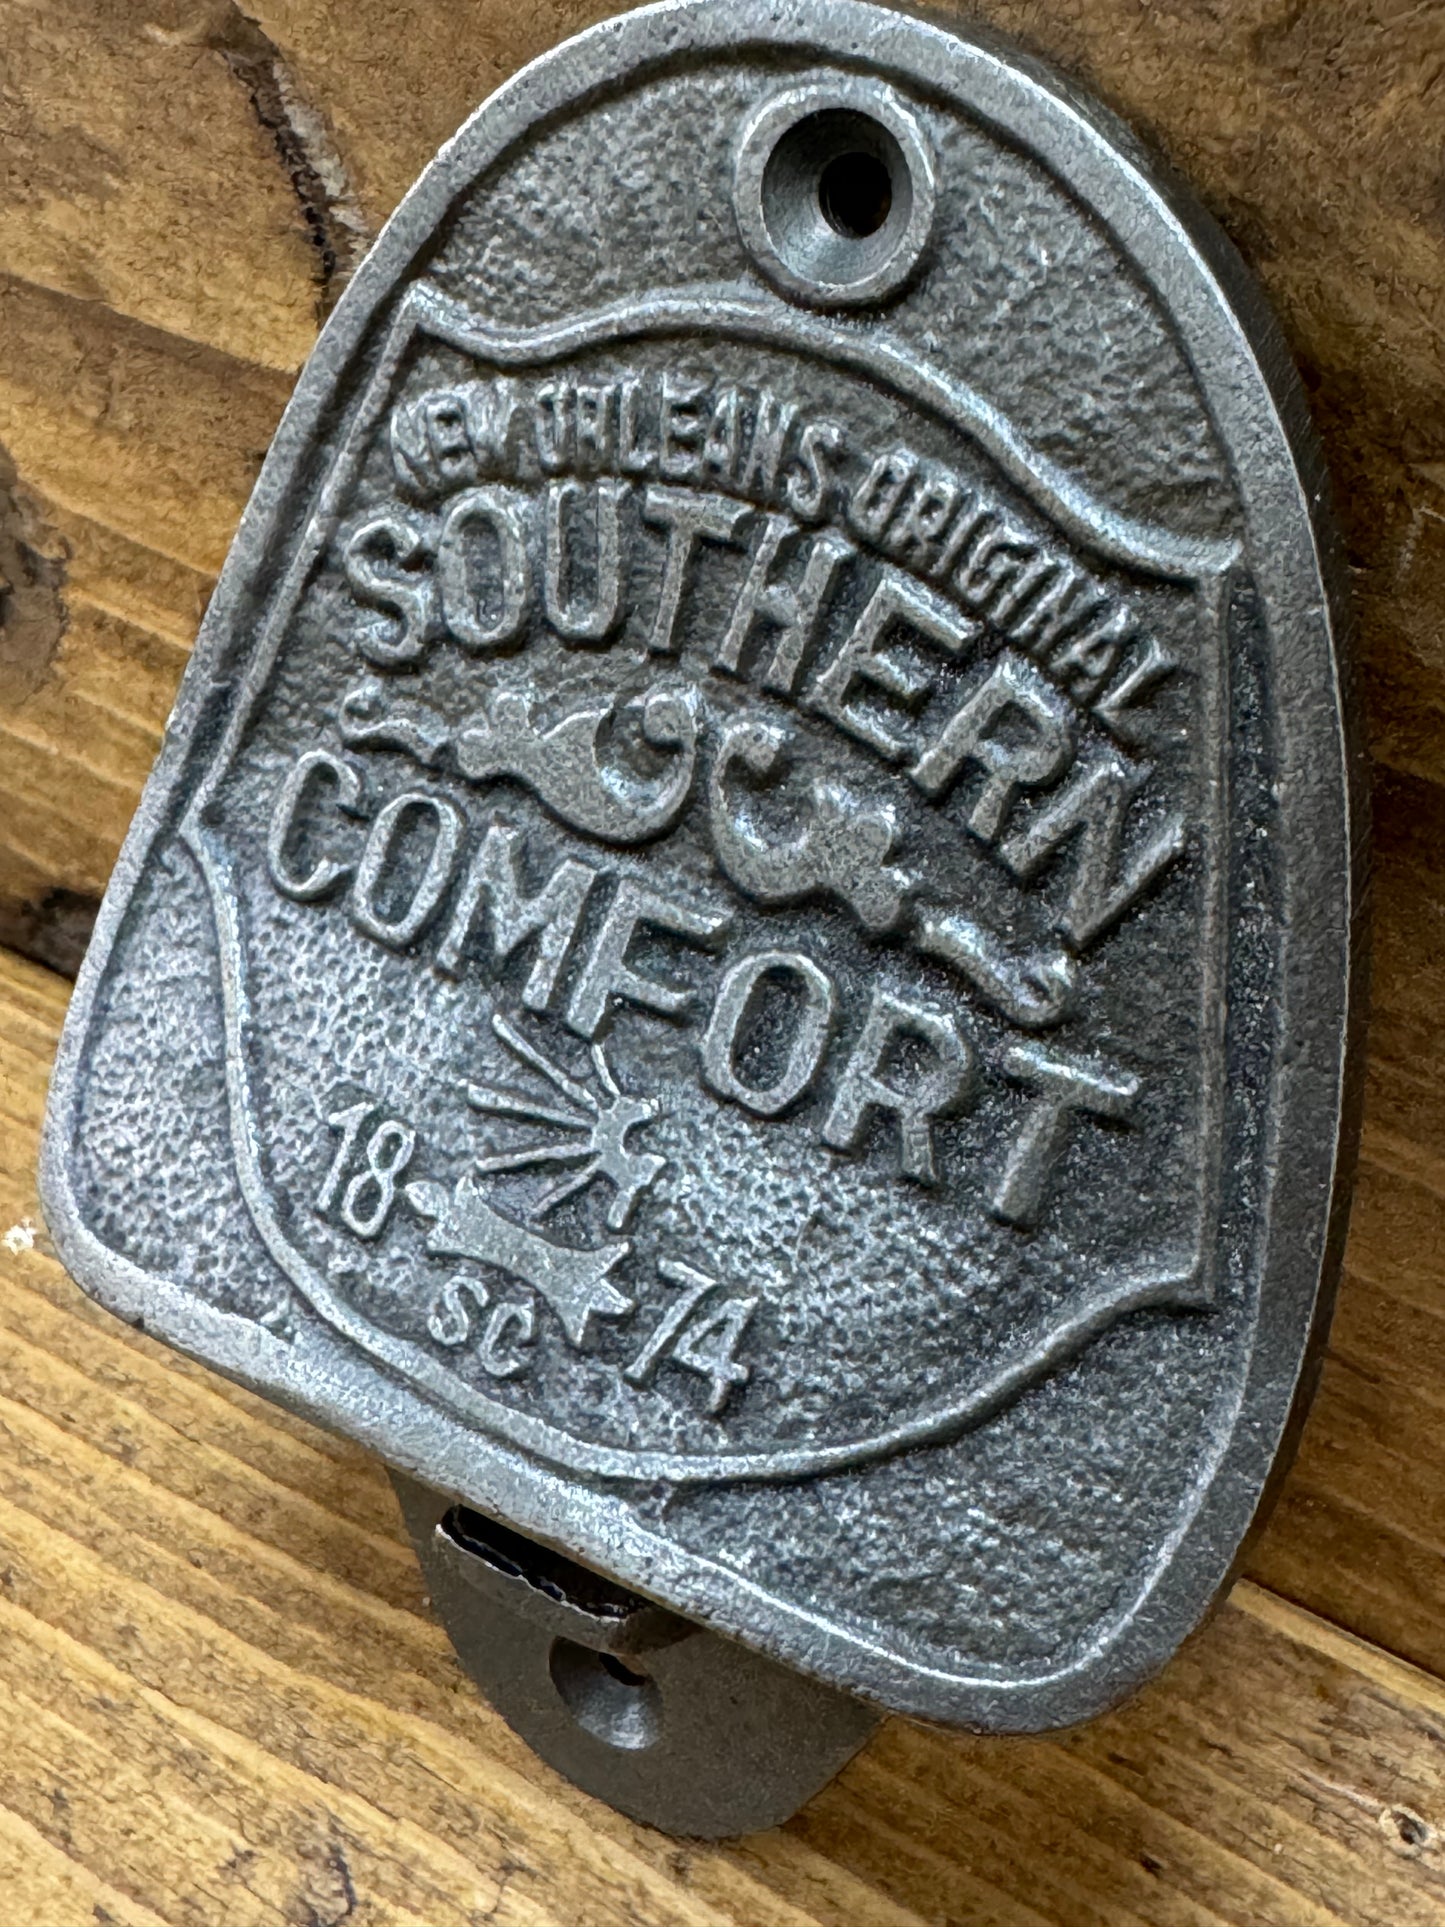 NEW ORLEANS ORIGINAL
SOUTHERN
COMFORT
18 74
SC